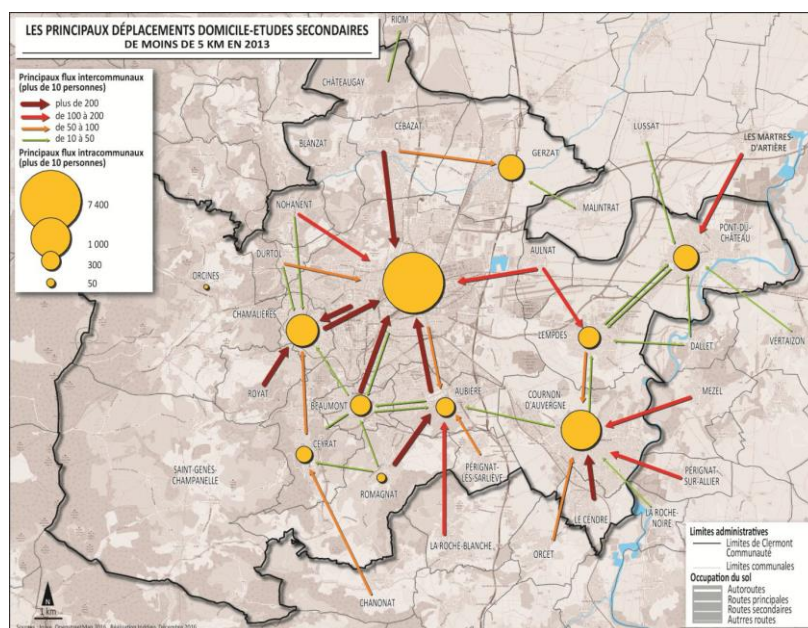 LES PRINCIPAUX DÉPLACEMENTS DOMICILE-ETUDES SECONDAIRES
DE MOINS DE 5 KM EN 2013
Principaux flux intercommunaux
(plus de 10 personnes)
plus de 200
de 100 à 200
de 50 à 100
de 10 à 50
Principaux flux intracommunaux
(plus de 10 personnes)
7 400
1 000
300
50
RIOM
CHÂTEAUGAY
BLANZAT
CEBAZAT
GERZAT
LUSSAT
LES MARTRES-
D'ARTIÈRE
MALINTRAT
PONT-DU-
CHÂTEAU
NOHANENT
DURTOL
AULNAT
ORCINES
CHAMALIÈRES
LEMPDES
DALLET
VERTAIZON
ROYAT
BEAUMONT
AUBIÈRE
COURNON
D'AUVERGNE
MEZEL
CEYRAT
SAINT-GENÈS-
CHAMPANELLE
ROMAGNAT
PÉRIGNAT-
LÈS-SARLIÈVE
PÉRIGNAT-
SUR-ALLIER
LE CENDRE
LA ROCHE-
NOIRE
LA ROCHE-BLANCHE
ORCET
CHANONAT
Limites administratives
Limites de Clermont
Communauté
Limites communales
Occupation du sol
Autoroutes
Routes principales
Routes secondaires
Autres routes
N
1 km